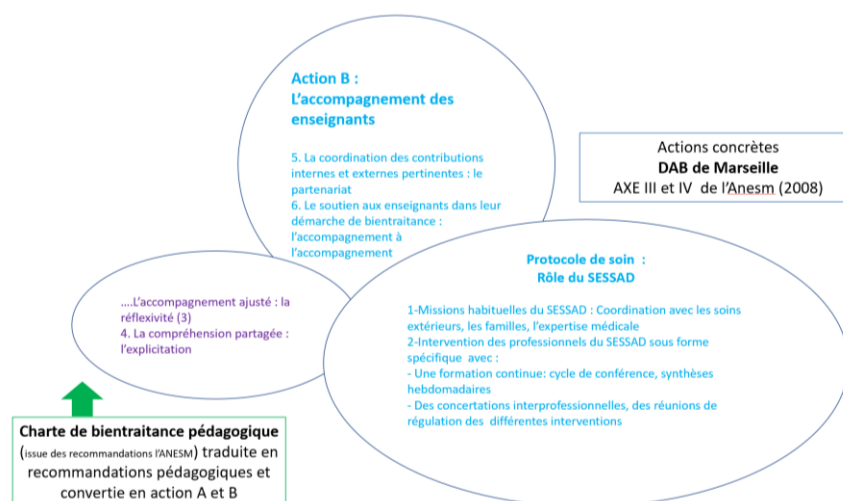 Action B :
L'accompagnement des
enseignants
5. La coordination des contributions
internes et externes pertinentes : le
partenariat
6. Le soutien aux enseignants dans leur
démarche de bientraitance :
l'accompagnement à
l'accompagnement
Actions concrètes
DAB de Marseille
AXE III et IV de l'Anesm (2008)
....L'accompagnement ajusté : la
réflexivité (3)
4. La compréhension partagée :
l'explicitation
Protocole de soin :
Rôle du SESSAD
1-Missions habituelles du SESSAD : Coordination avec les soins
extérieurs, les familles, l'expertise médicale
2-Intervention des professionnels du SESSAD sous forme
spécifique avec :
- Une formation continue: cycle de conférence, synthèses
hebdomadaires
- Des concertations interprofessionnelles, des réunions de
régulation des différentes interventions
Charte de bientraitance pédagogique
(issue des recommandations l'ANESM) traduite en
recommandations pédagogiques et
convertie en action A et B